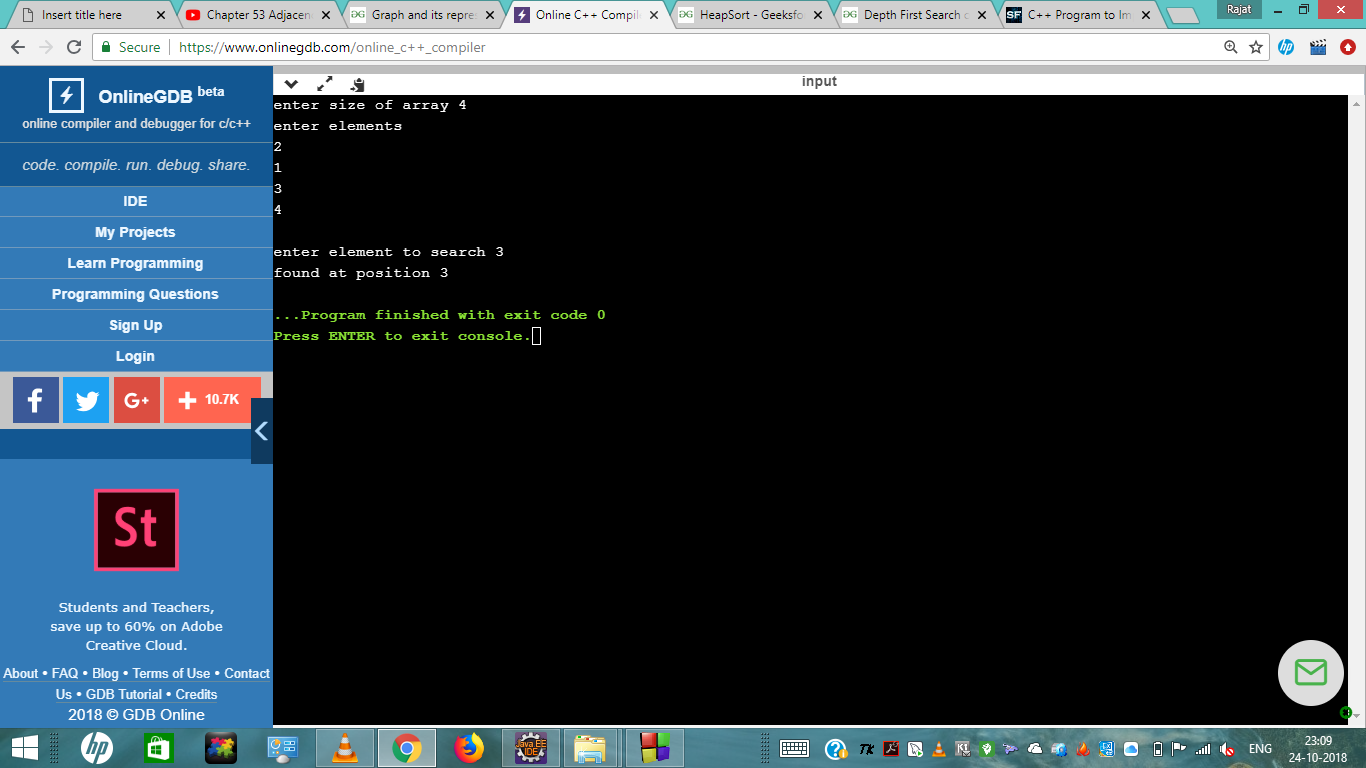 Insert title here
Chapter 53 Adjacen
Graph and its repres
Online C++ Compil
HeapSort - Geeksfo
Depth First Search o
SF C++ Program to Im
Rajat
Secure https://www.onlinegdb.com/online_c++_compiler
OnlineGDB beta
online compiler and debugger for c/c++
code. compile. run. debug. share.
IDE
My Projects
Learn Programming
Programming Questions
Sign Up
Login
G+
10.7K
St
Students and Teachers,
save up to 60% on Adobe
Creative Cloud.
About • FAQ • Blog • Terms of Use • Contact
Us • GDB Tutorial • Credits
2018 © GDB Online
input
enter size of array 4
enter elements
2
1
3
4
enter element to search 3
found at position 3
...Program finished with exit code 0
Press ENTER to exit console.
hp
Java EE
IDE
ENG
23:09
24-10-2018